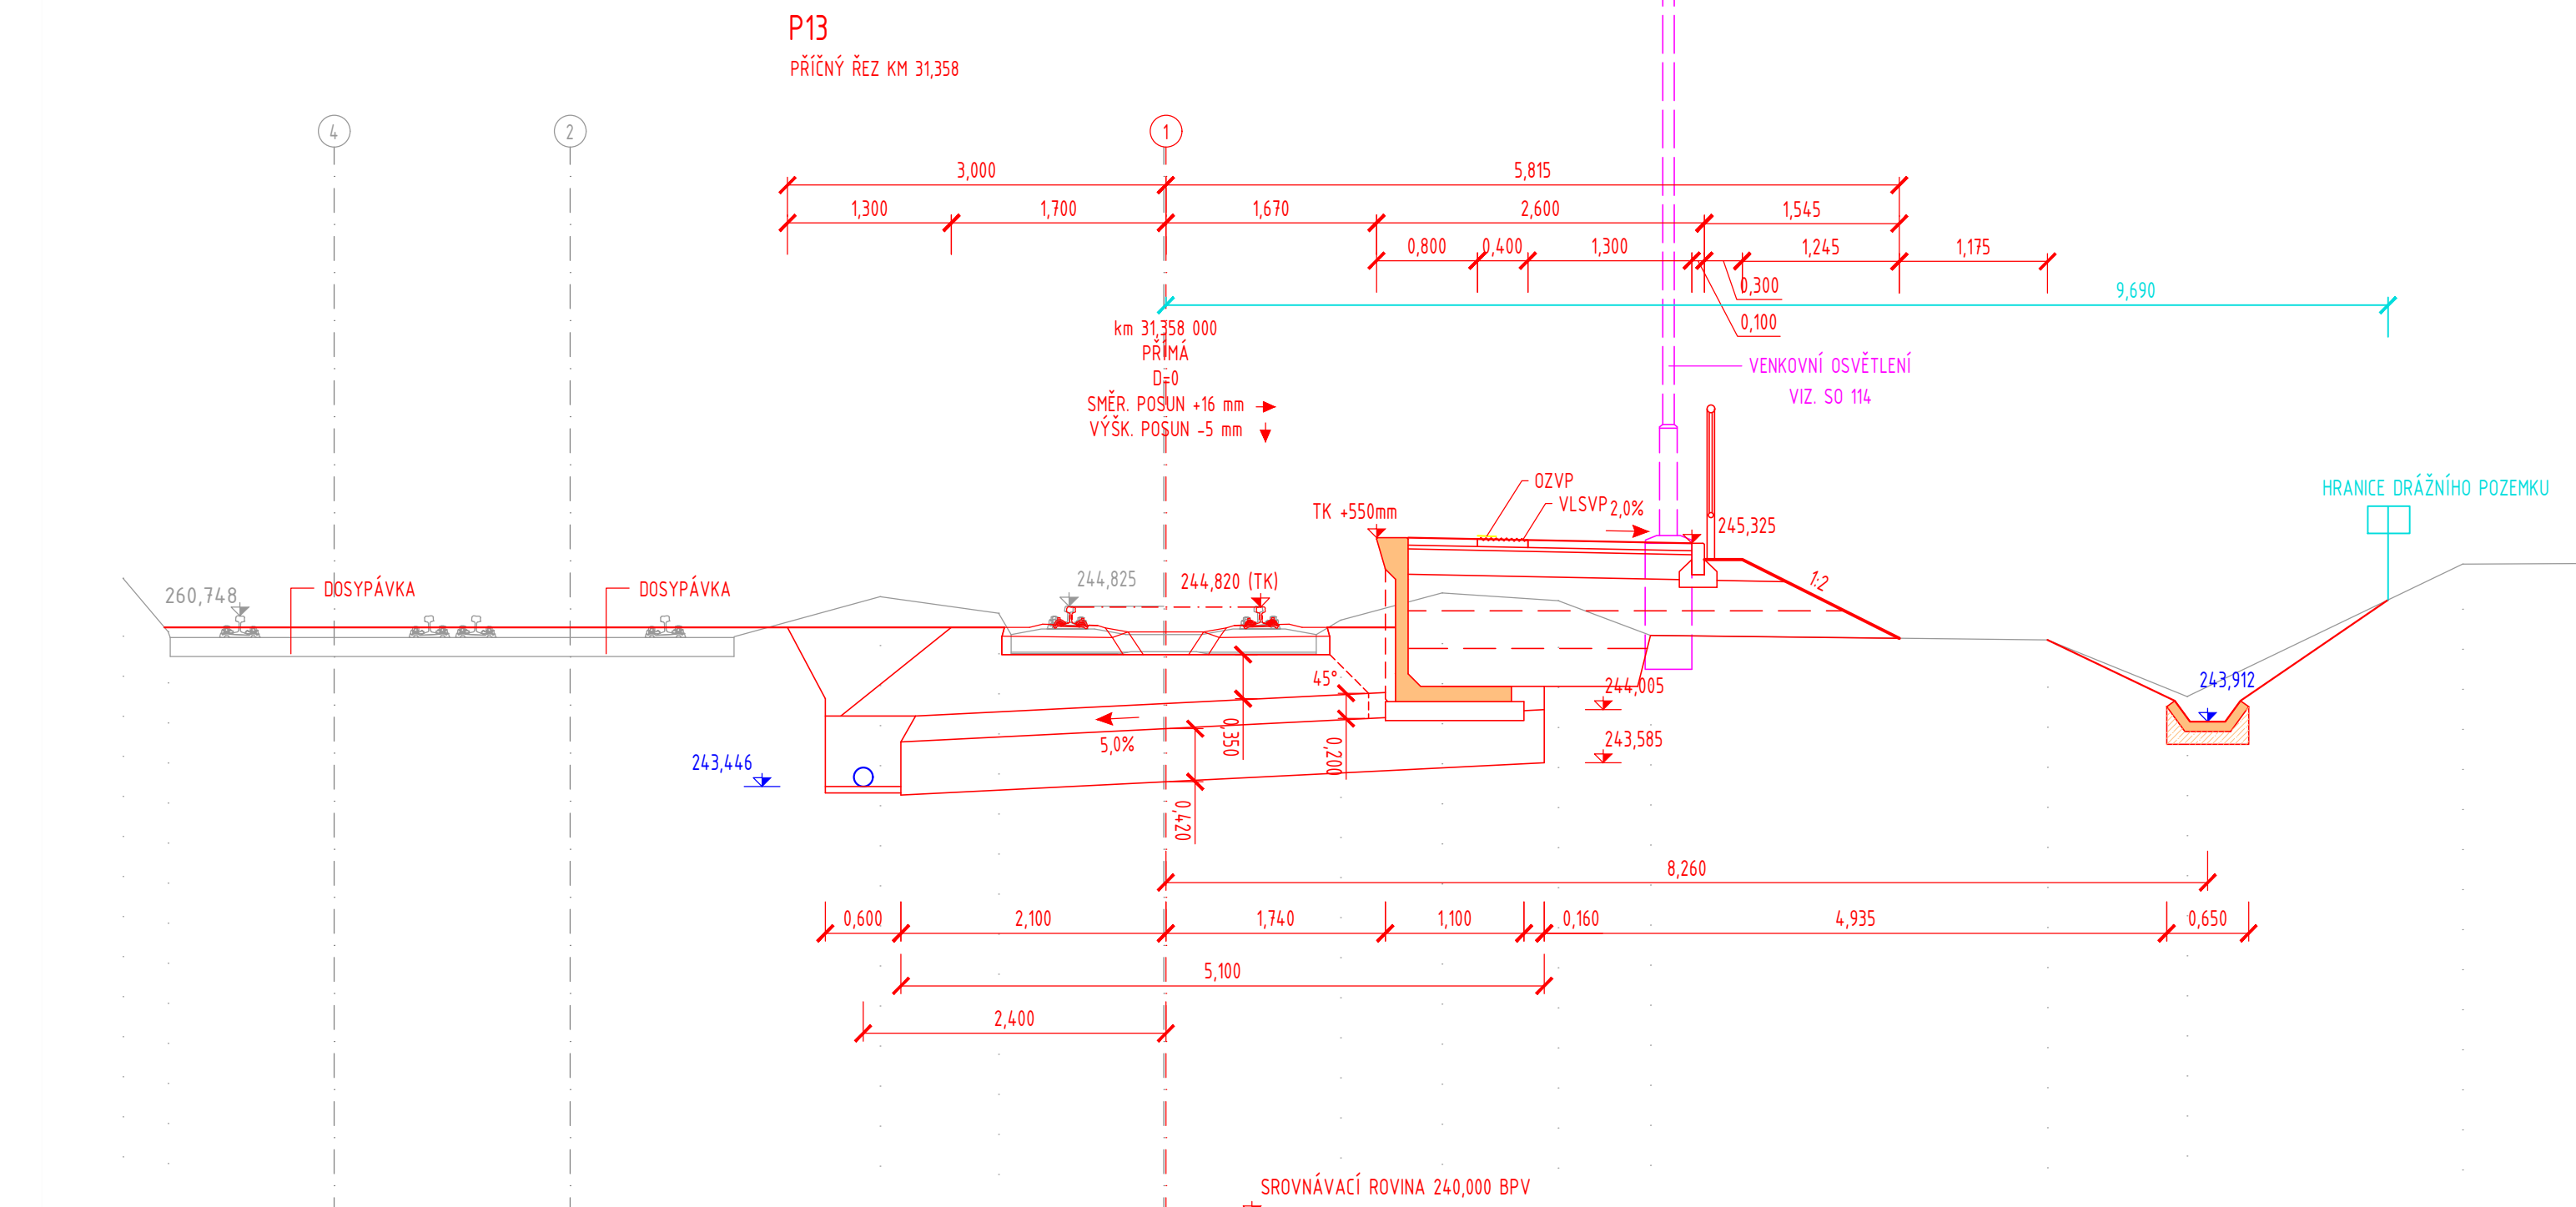 P13
PŘÍČNÝ ŘEZ KM 31,358
4
2
1
3,000
5,815
1,300
1,700
1,670
2,600
1,545
0,800
0,400
1,300
1,245
1,175
0,300
9,690
0,100
km 31,358 000
PŘÍMÁ
D=0
SMĚR. POSUN +16 mm
VÝŠK. POSUN -5 mm
VENKOVNÍ OSVĚTLENÍ
VIZ. SO 114
OZVP
VLSVP
2,0%
TK +550mm
245,325
HRANICE DRÁŽNÍHO POZEMKU
260,748
DOSYPÁVKA
DOSYPÁVKA
244,825
244,820 (TK)
1:2
45°
244,005
243,912
5,0%
0,350
0,200
243,585
243,446
0,420
8,260
0,600
2,100
1,740
1,100
0,160
4,935
0,650
5,100
2,400
SROVNÁVACÍ ROVINA 240,000 BPV